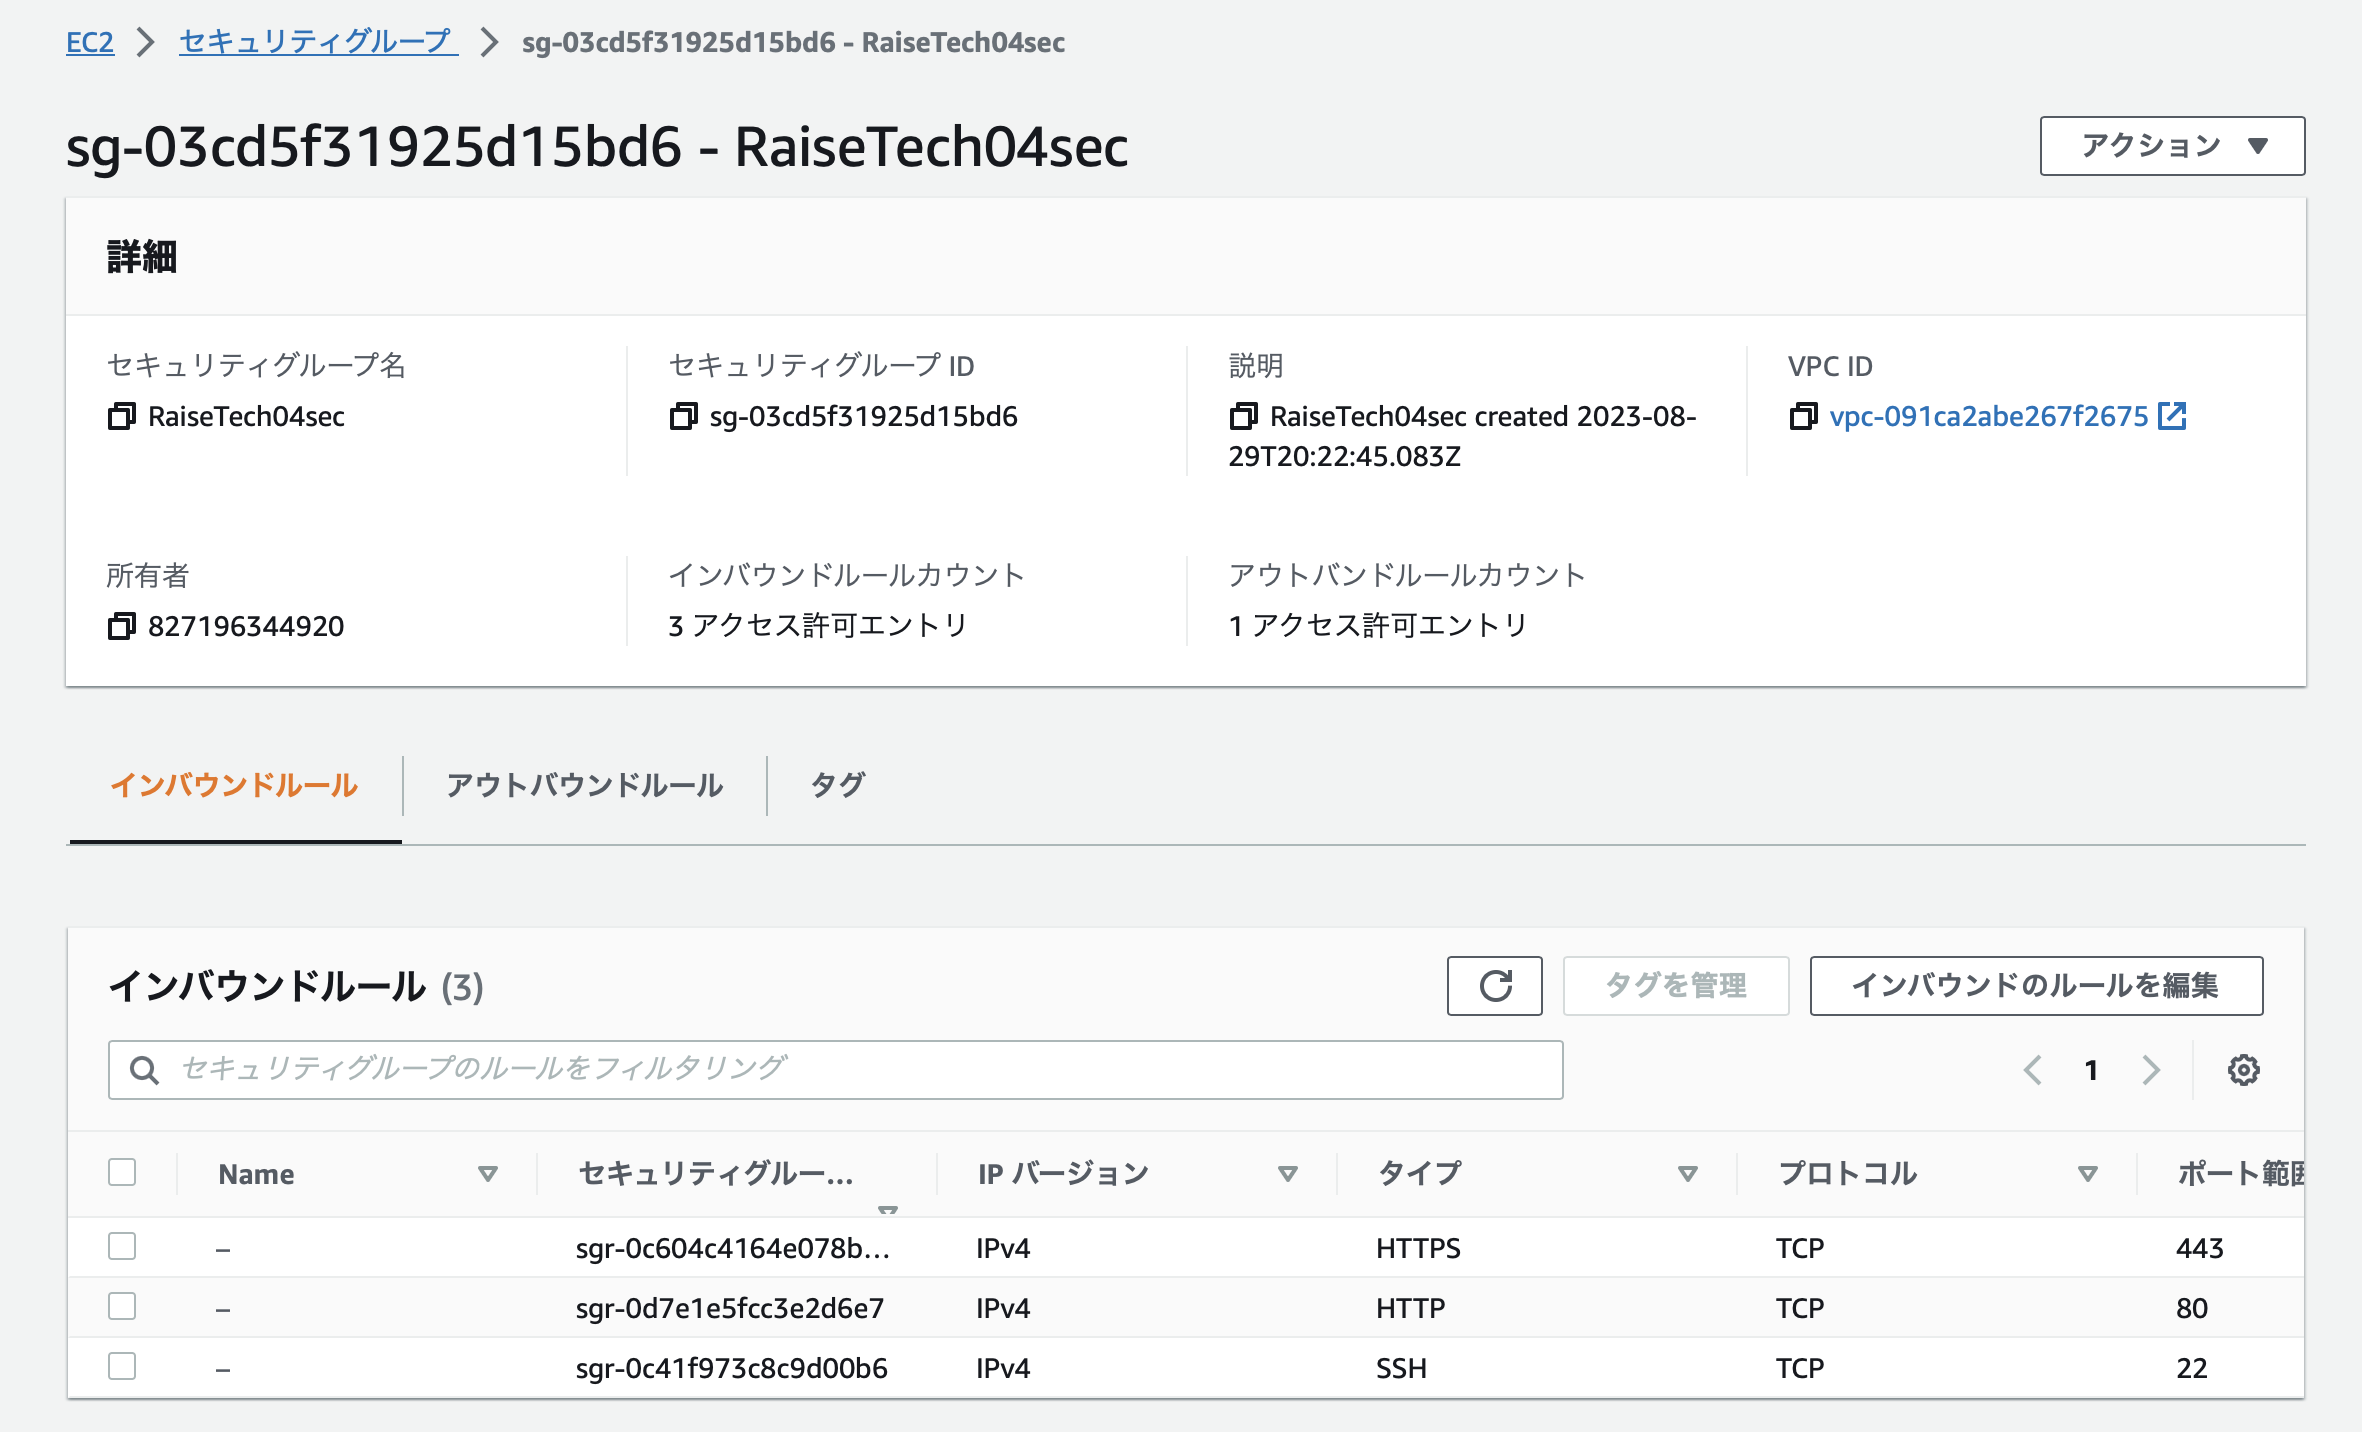 EC2 > セキュリティグループ > sg-03cd5f31925d15bd6 - RaiseTech04sec
sg-03cd5f31925d15bd6 - RaiseTech04sec
アクション
詳細
セキュリティグループ名
RaiseTech04sec
セキュリティグループ ID
sg-03cd5f31925d15bd6
説明
RaiseTech04sec created 2023-08-
29T20:22:45.083Z
VPC ID
vpc-091ca2abe267f2675
所有者
827196344920
インバウンドルールカウント
3 アクセス許可エントリ
アウトバンドルールカウント
1 アクセス許可エントリ
インバウンドルール アウトバウンドルール タグ
インバウンドルール (3)
タグを管理
インバウンドのルールを編集
セキュリティグループのルールをフィルタリング
1
Name セキュリティグルー... IP バージョン タイプ プロトコル ポート範囲
– sgr-0c604c4164e078b... IPv4 HTTPS TCP 443
– sgr-0d7e1e5fcc3e2d6e7 IPv4 HTTP TCP 80
– sgr-0c41f973c8c9d00b6 IPv4 SSH TCP 22